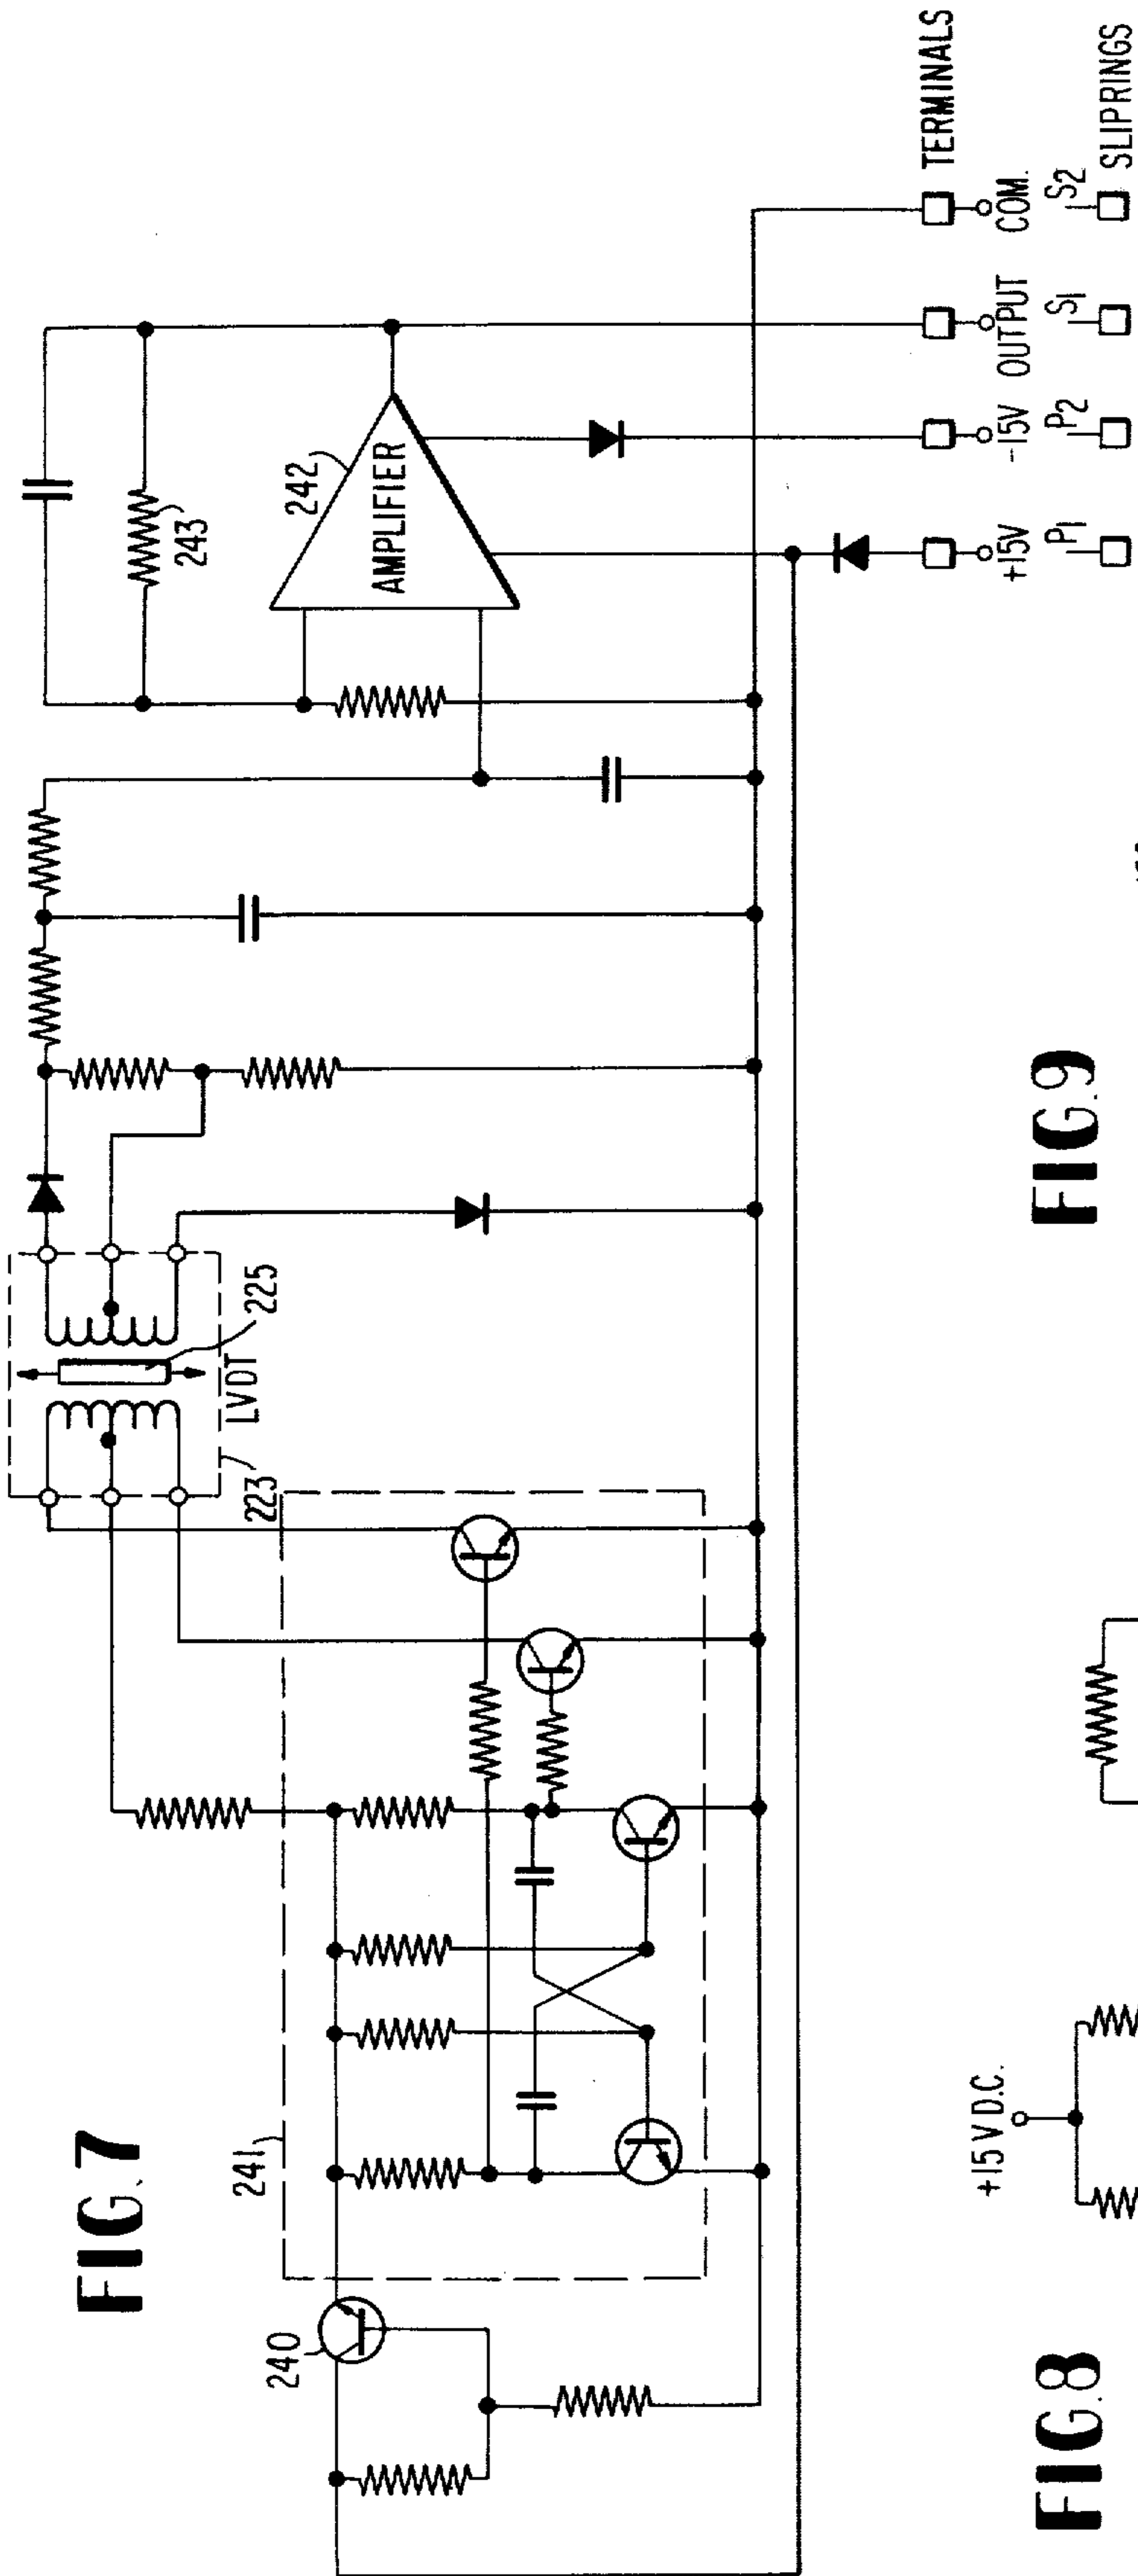 FIG.7
240
241
223
LVDT
225
242
AMPLIFIER
243
TERMINALS
+15V
-15V
OUTPUT
COM.
P1
P2
S1
S2
SLIPRINGS
FIG.8
+15 V D.C.
FIG.9